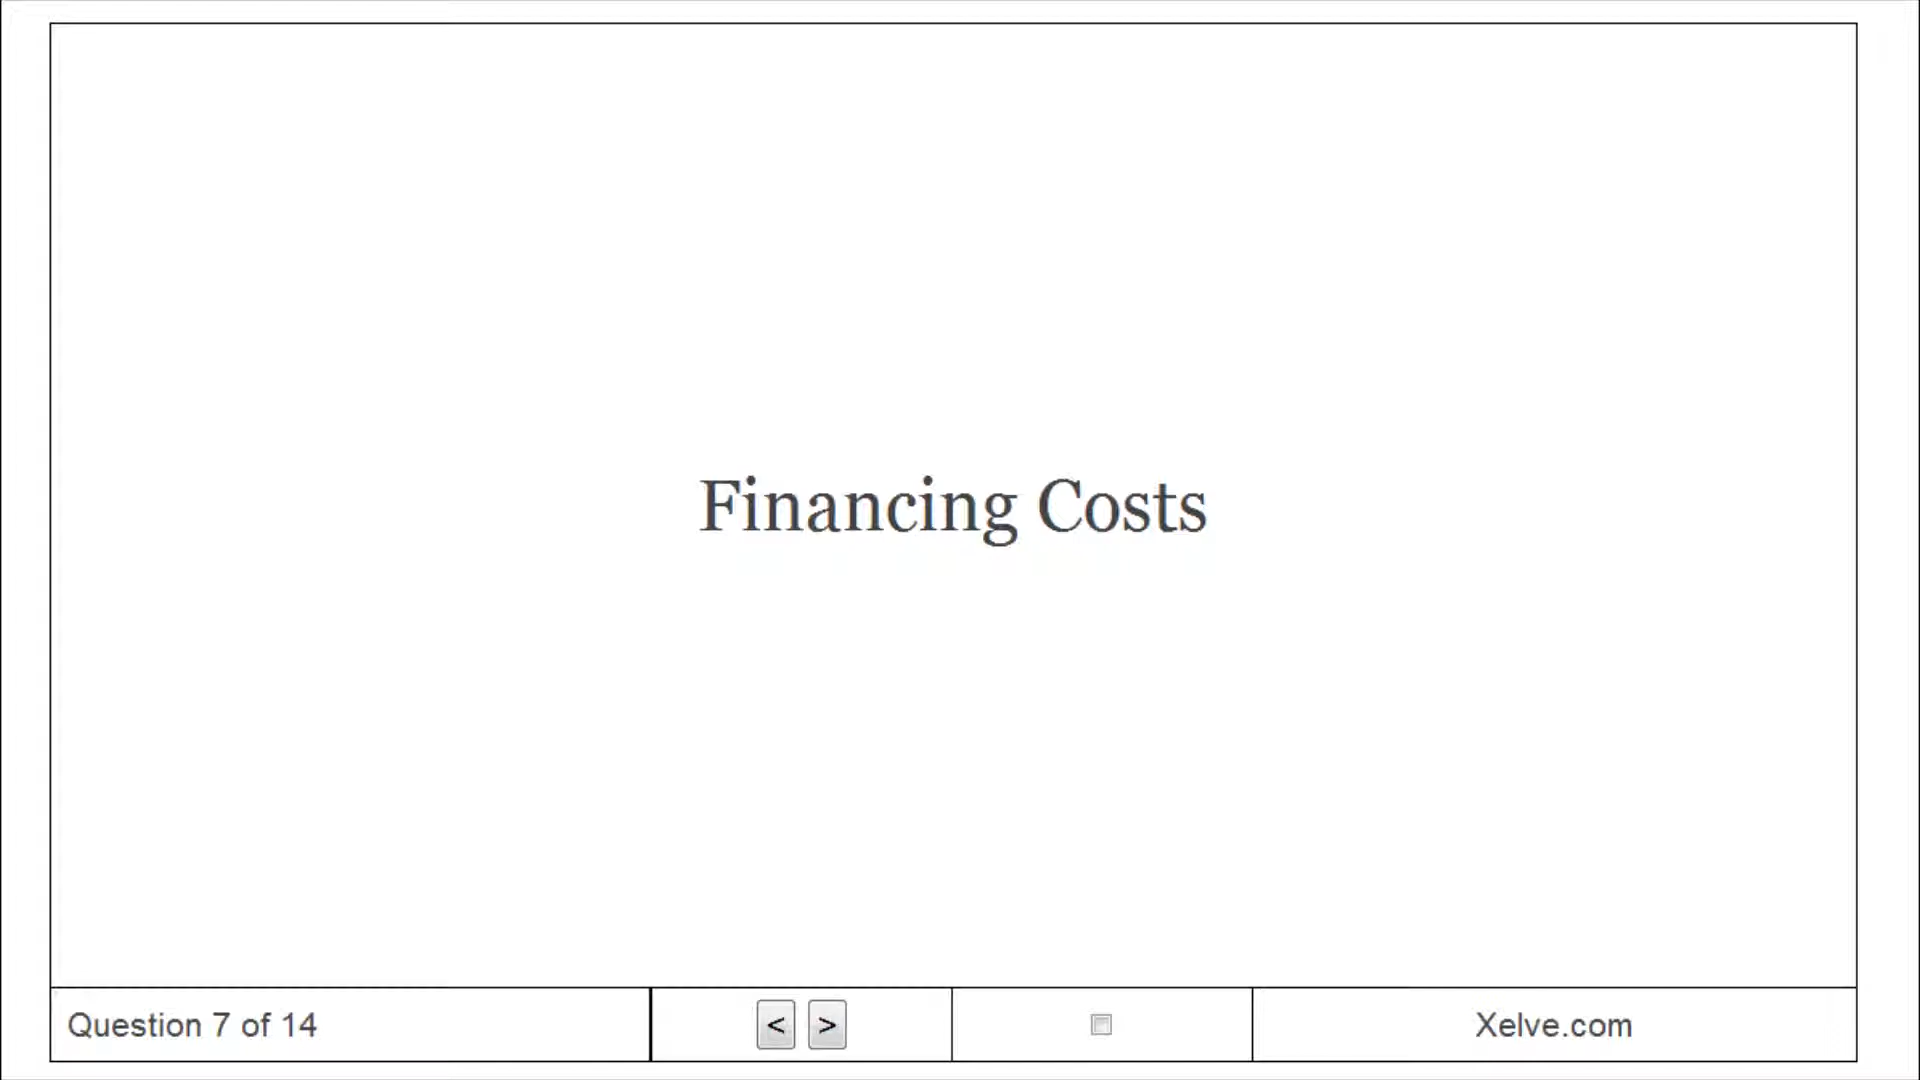 Financing Costs
Question 7 of 14
< >
Xelve.com